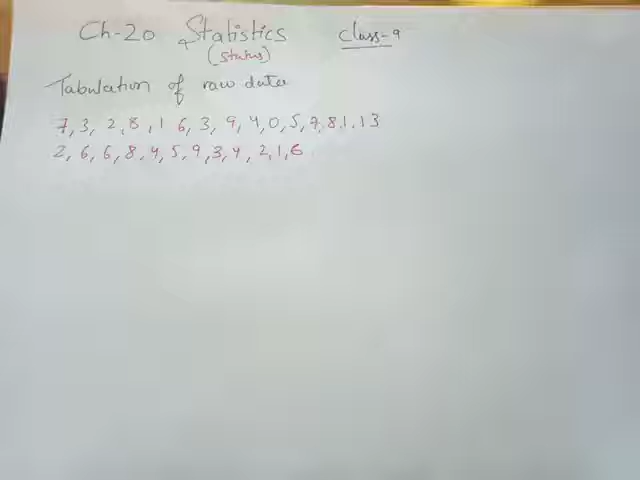 Ch-20 Statistics Class-9
(Status)
Tabulation of raw data
7, 3, 2, 8, 1 6, 3, 9, 4, 0, 5, 7, 8, 1, 13
2, 6, 6, 8, 4, 5, 9, 3, 4, 2, 1, 6